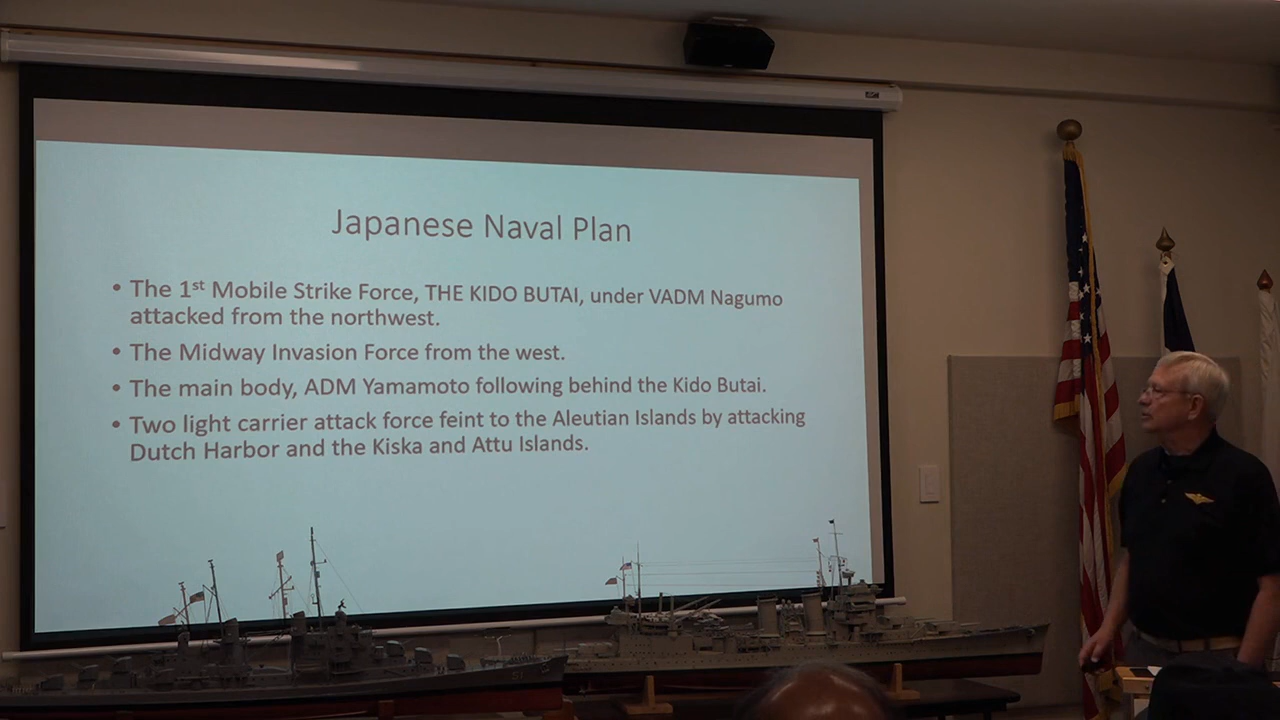 Japanese Naval Plan
• The 1st Mobile Strike Force, THE KIDO BUTAI, under VADM Nagumo
attacked from the northwest.
• The Midway Invasion Force from the west.
• The main body, ADM Yamamoto following behind the Kido Butai.
• Two light carrier attack force feint to the Aleutian Islands by attacking
Dutch Harbor and the Kiska and Attu Islands.
51